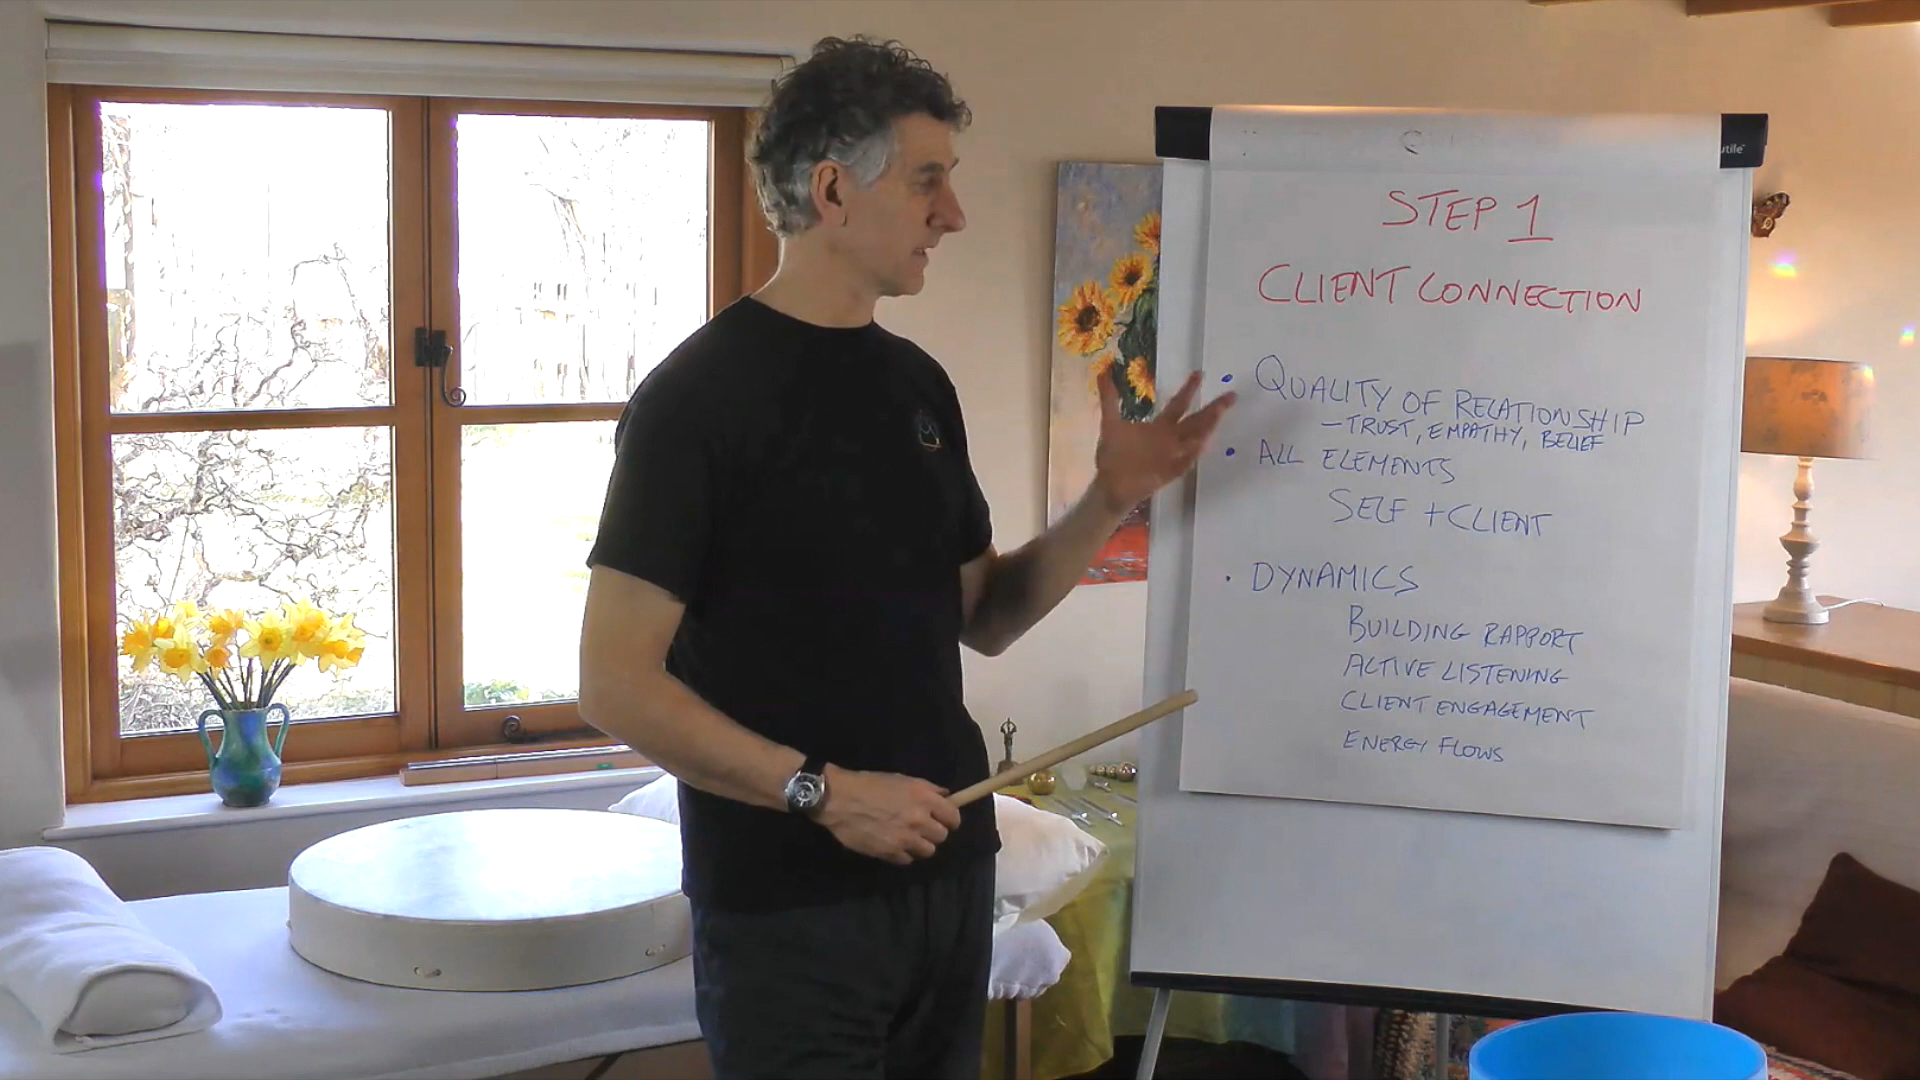 STEP 1
CLIENT CONNECTION
• QUALITY OF RELATIONSHIP
– TRUST, EMPATHY, BELIEF
• ALL ELEMENTS
SELF + CLIENT
• DYNAMICS
BUILDING RAPPORT
ACTIVE LISTENING
CLIENT ENGAGEMENT
ENERGY FLOWS